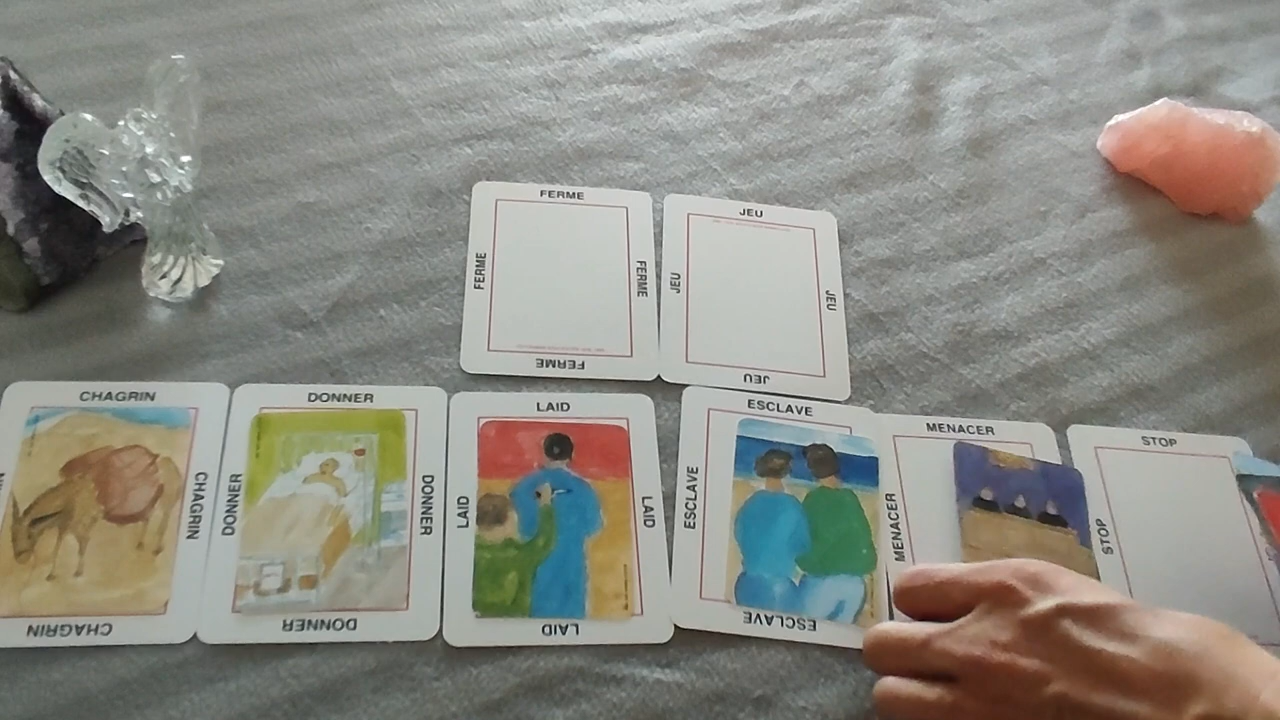 FERME
FERME
FERME
FERME
JEU
JEU
JEU
JEU
CHAGRIN
CHAGRIN
CHAGRIN
DONNER
DONNER
DONNER
DONNER
LAID
LAID
LAID
LAID
ESCLAVE
ESCLAVE
ESCLAVE
MENACER
MENACER
STOP
STOP